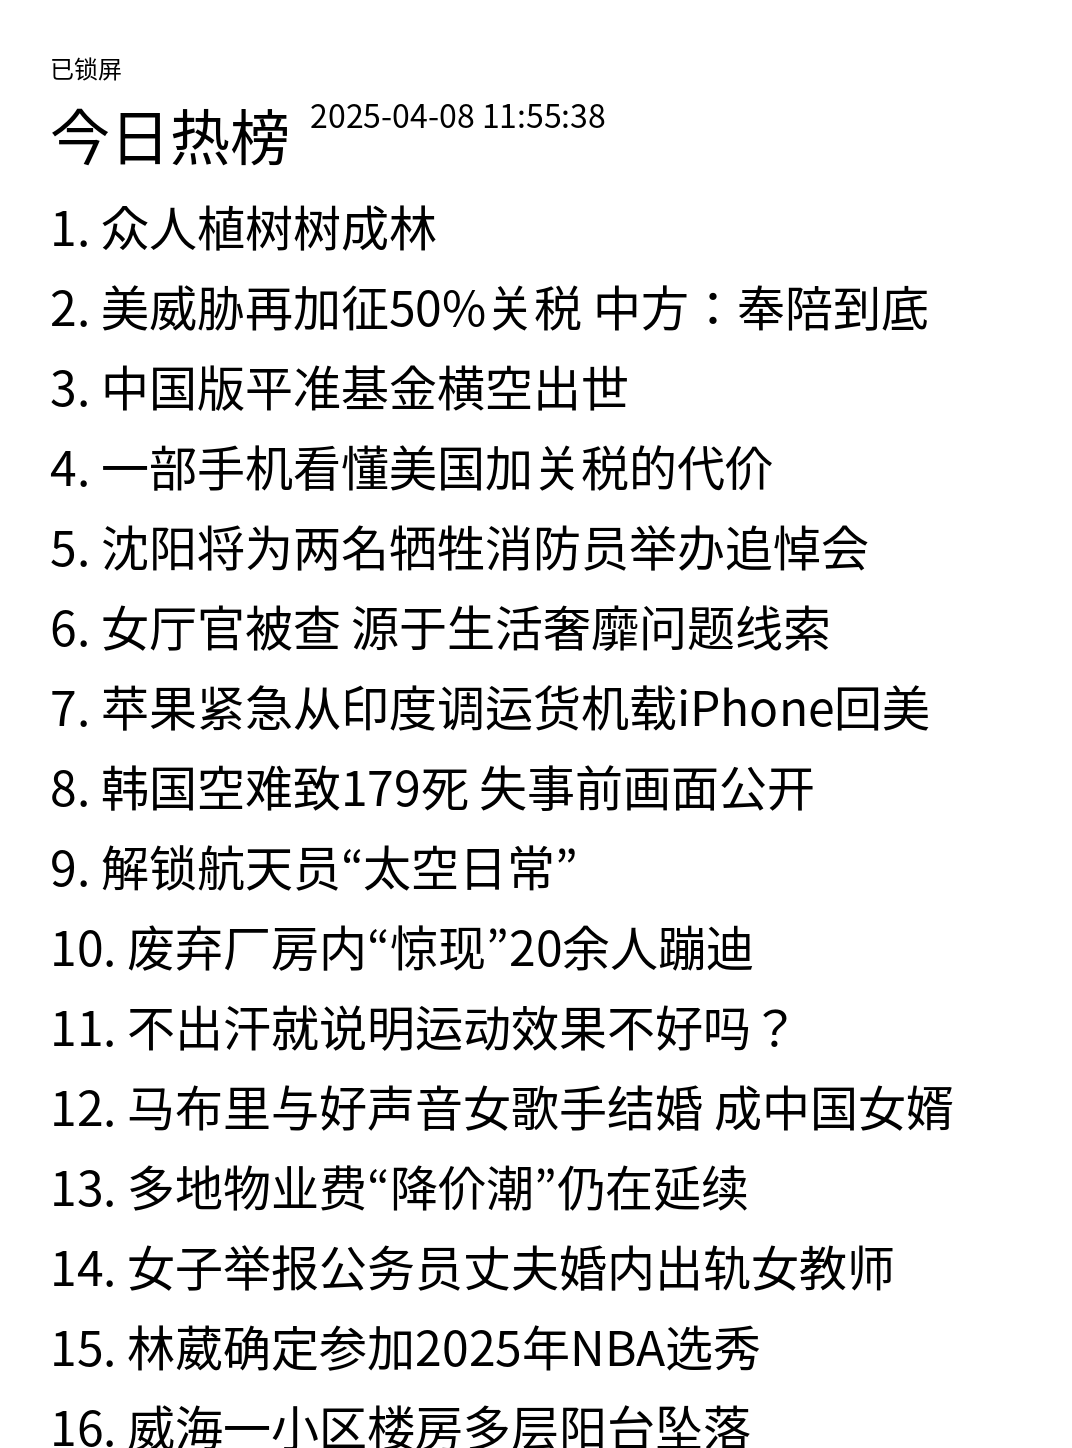 已锁屏
今日热榜 2025-04-08 11:55:38
1. 众人植树树成林
2. 美威胁再加征50%关税 中方：奉陪到底
3. 中国版平准基金横空出世
4. 一部手机看懂美国加关税的代价
5. 沈阳将为两名牺牲消防员举办追悼会
6. 女厅官被查 源于生活奢靡问题线索
7. 苹果紧急从印度调运货机载iPhone回美
8. 韩国空难致179死 失事前画面公开
9. 解锁航天员“太空日常”
10. 废弃厂房内“惊现”20余人蹦迪
11. 不出汗就说明运动效果不好吗？
12. 马布里与好声音女歌手结婚 成中国女婿
13. 多地物业费“降价潮”仍在延续
14. 女子举报公务员丈夫婚内出轨女教师
15. 林葳确定参加2025年NBA选秀
16. 威海一小区楼房多层阳台坠落